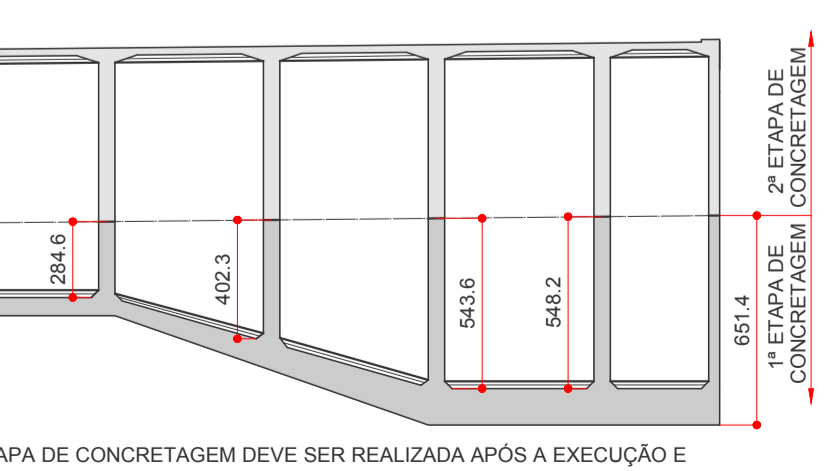 2ª ETAPA DE
CONCRETAGEM
284.6
402.3
543.6
548.2
651.4
1ª ETAPA DE
CONCRETAGEM
APA DE CONCRETAGEM DEVE SER REALIZADA APÓS A EXECUÇÃO E